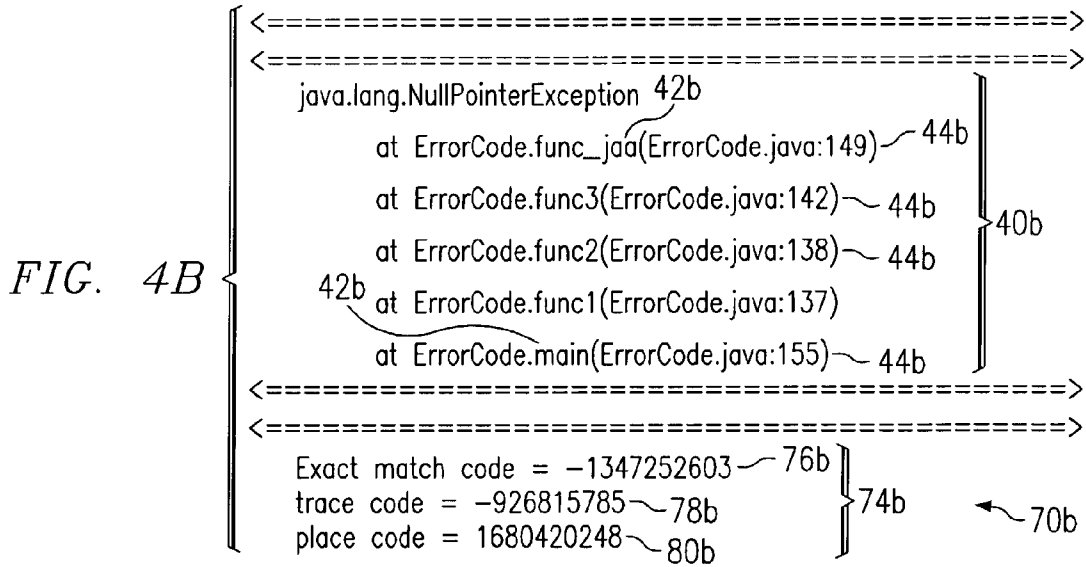 <==============================================>
<==============================================>
java.lang.NullPointerException 42b
at ErrorCode.func_jaa(ErrorCode.java:149) 44b
at ErrorCode.func3(ErrorCode.java:142) 44b
40b
at ErrorCode.func2(ErrorCode.java:138) 44b
FIG. 4B
42b
at ErrorCode.func1(ErrorCode.java:137)
at ErrorCode.main(ErrorCode.java:155) 44b
<==============================================>
<==============================================>
Exact match code = -1347252603 76b
trace code = -926815785 78b
74b
70b
place code = 1680420248 80b